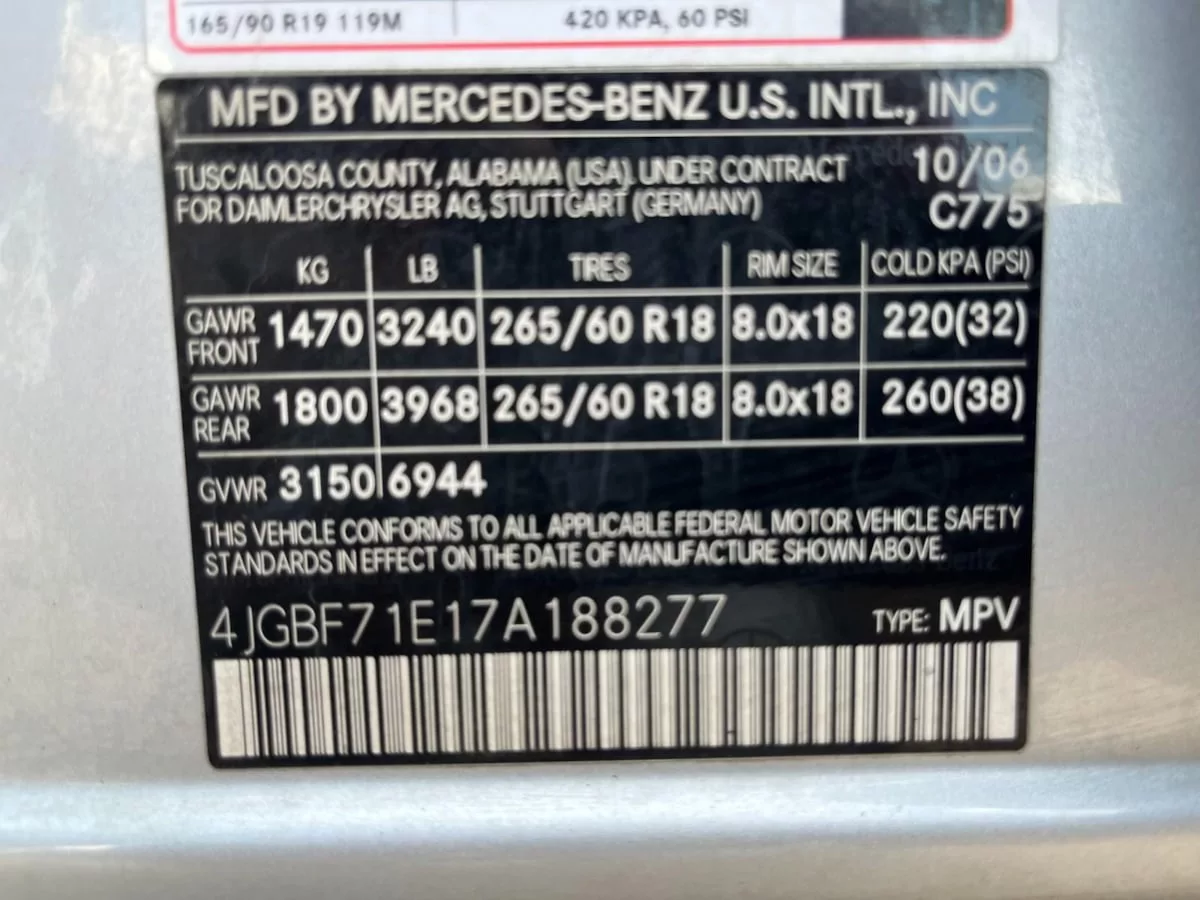 165/90 R19 119M 420 KPA, 60 PSI
MFD BY MERCEDES-BENZ U.S. INTL., INC
TUSCALOOSA COUNTY, ALABAMA (USA) UNDER CONTRACT 10/06
FOR DAIMLERCHRYSLER AG, STUTTGART (GERMANY) C775
KG LB TIRES RIM SIZE COLD KPA (PSI)
GAWR FRONT 1470 3240 265/60 R18 8.0x18 220(32)
GAWR REAR 1800 3968 265/60 R18 8.0x18 260(38)
GVWR 3150 6944
THIS VEHICLE CONFORMS TO ALL APPLICABLE FEDERAL MOTOR VEHICLE SAFETY
STANDARDS IN EFFECT ON THE DATE OF MANUFACTURE SHOWN ABOVE.
4JGBF71E17A188277 TYPE: MPV